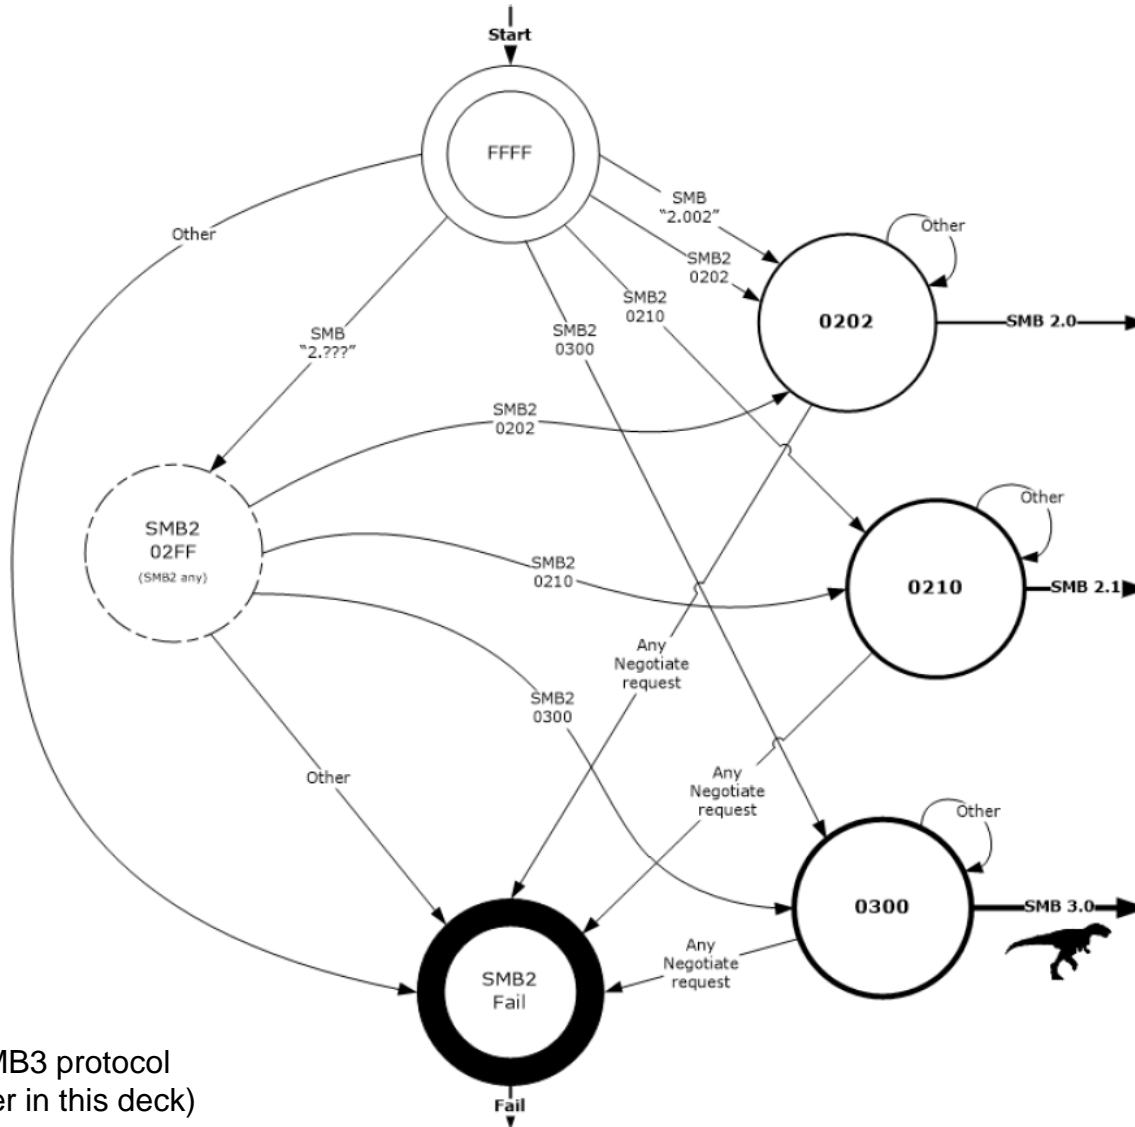 Start
FFFF
SMB
"2.002"
Other
Other
SMB2
0202
SMB2
0210
SMB2
0300
0202
SMB 2.0
SMB
"2.???"
SMB2
0202
Other
SMB2
02FF
(SMB2 any)
SMB2
0210
0210
SMB 2.1
Any
Negotiate
request
SMB2
0300
Other
Any
Negotiate
request
Other
0300
SMB 3.0
Any
Negotiate
request
SMB2
Fail
MB3 protocol
er in this deck)
Fail